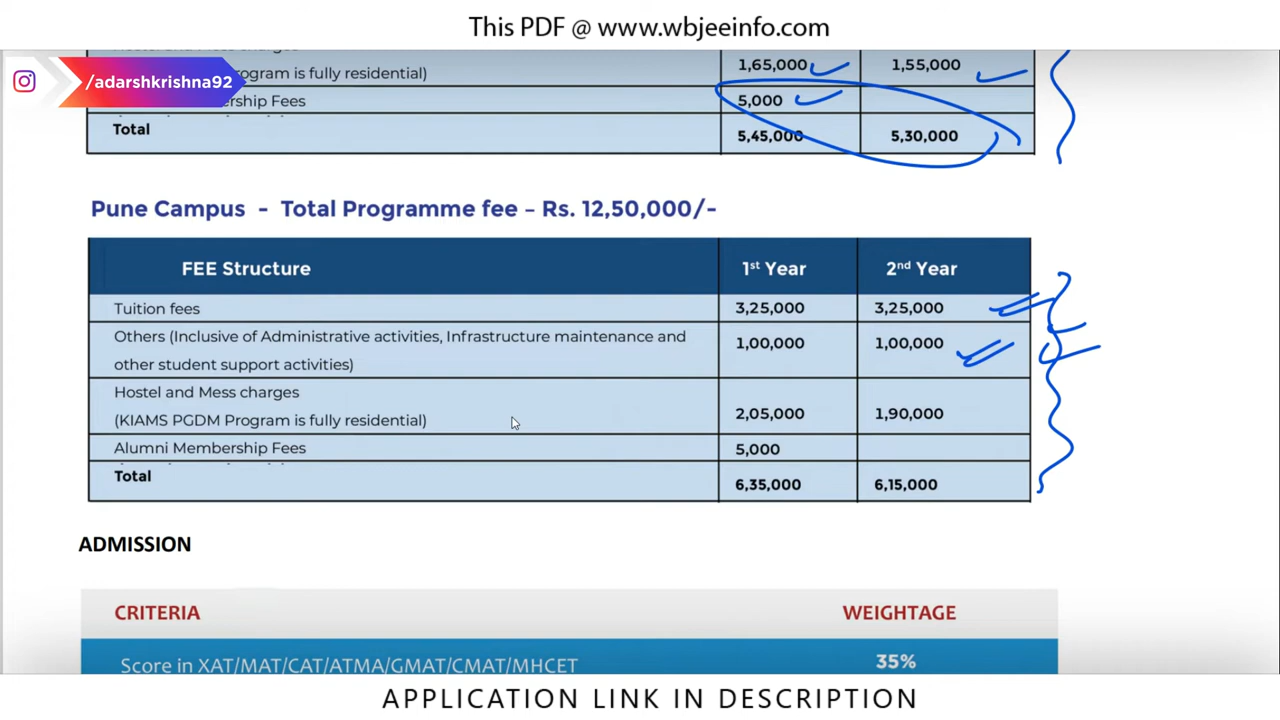 This PDF @ www.wbjeeinfo.com
/adarshkrishna92
1,65,000 1,55,000
rogram is fully residential)
ership Fees 5,000
Total 5,45,000 5,30,000
Pune Campus - Total Programme fee – Rs. 12,50,000/-
FEE Structure 1st Year 2nd Year
Tuition fees 3,25,000 3,25,000
Others (Inclusive of Administrative activities, Infrastructure maintenance and
other student support activities) 1,00,000 1,00,000
Hostel and Mess charges
(KIAMS PGDM Program is fully residential) 2,05,000 1,90,000
Alumni Membership Fees 5,000
Total 6,35,000 6,15,000
ADMISSION
CRITERIA WEIGHTAGE
Score in XAT/MAT/CAT/ATMA/GMAT/CMAT/MHCET 35%
APPLICATION LINK IN DESCRIPTION